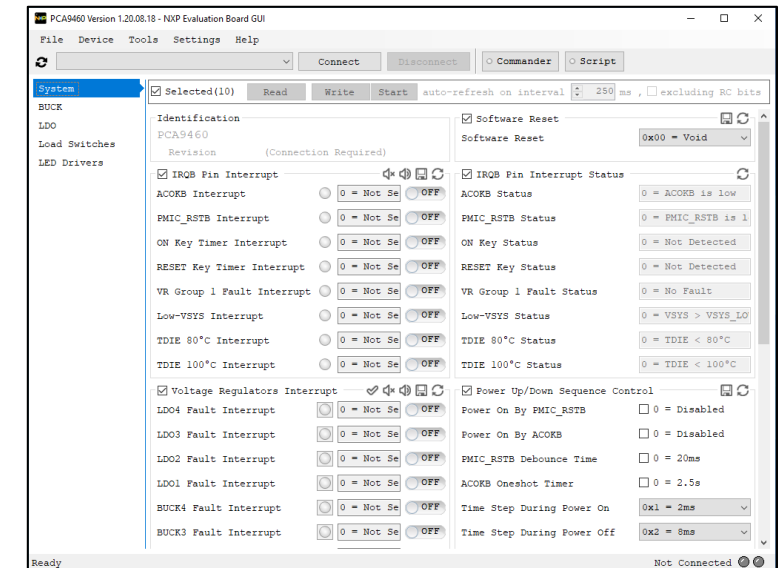 PCA9460 Version 1.20.08.18 - NXP Evaluation Board GUI
File Device Tools Settings Help
Connect Disconnect Commander Script
System
BUCK
LDO
Load Switches
LED Drivers
Selected(10) Read Write Start auto-refresh on interval 250 ms , excluding RC bits
Identification
PCA9460
Revision (Connection Required)
Software Reset
Software Reset 0x00 = Void
IRQB Pin Interrupt
ACOKB Interrupt 0 = Not Se OFF
PMIC_RSTB Interrupt 0 = Not Se OFF
ON Key Timer Interrupt 0 = Not Se OFF
RESET Key Timer Interrupt 0 = Not Se OFF
VR Group 1 Fault Interrupt 0 = Not Se OFF
Low-VSYS Interrupt 0 = Not Se OFF
TDIE 80°C Interrupt 0 = Not Se OFF
TDIE 100°C Interrupt 0 = Not Se OFF
IRQB Pin Interrupt Status
ACOKB Status 0 = ACOKB is low
PMIC_RSTB Status 0 = PMIC_RSTB is l
ON Key Status 0 = Not Detected
RESET Key Status 0 = Not Detected
VR Group 1 Fault Status 0 = No Fault
Low-VSYS Status 0 = VSYS > VSYS_LO
TDIE 80°C Status 0 = TDIE < 80°C
TDIE 100°C Status 0 = TDIE < 100°C
Voltage Regulators Interrupt
LDO4 Fault Interrupt 0 = Not Se OFF
LDO3 Fault Interrupt 0 = Not Se OFF
LDO2 Fault Interrupt 0 = Not Se OFF
LDO1 Fault Interrupt 0 = Not Se OFF
BUCK4 Fault Interrupt 0 = Not Se OFF
BUCK3 Fault Interrupt 0 = Not Se OFF
Power Up/Down Sequence Control
Power On By PMIC_RSTB 0 = Disabled
Power On By ACOKB 0 = Disabled
PMIC_RSTB Debounce Time 0 = 20ms
ACOKB Oneshot Timer 0 = 2.5s
Time Step During Power On 0x1 = 2ms
Time Step During Power Off 0x2 = 8ms
Ready Not Connected